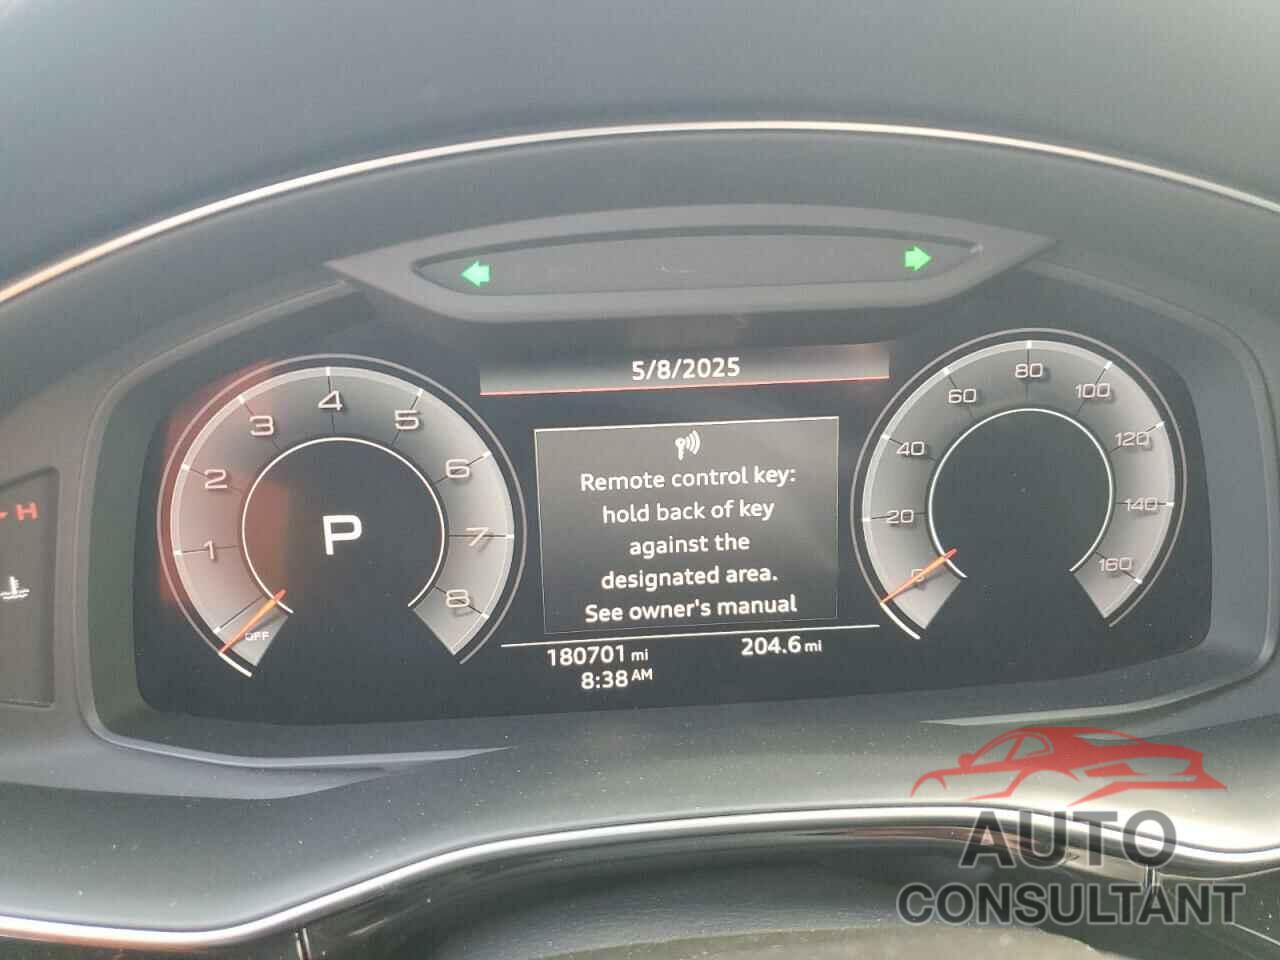 5/8/2025
Remote control key:
hold back of key
against the
designated area.
See owner's manual
180701 mi
204.6 mi
8:38 AM
P
OFF
1
2
3
4
5
6
7
8
0
20
40
60
80
100
120
140
160
H
AUTO
CONSULTANT